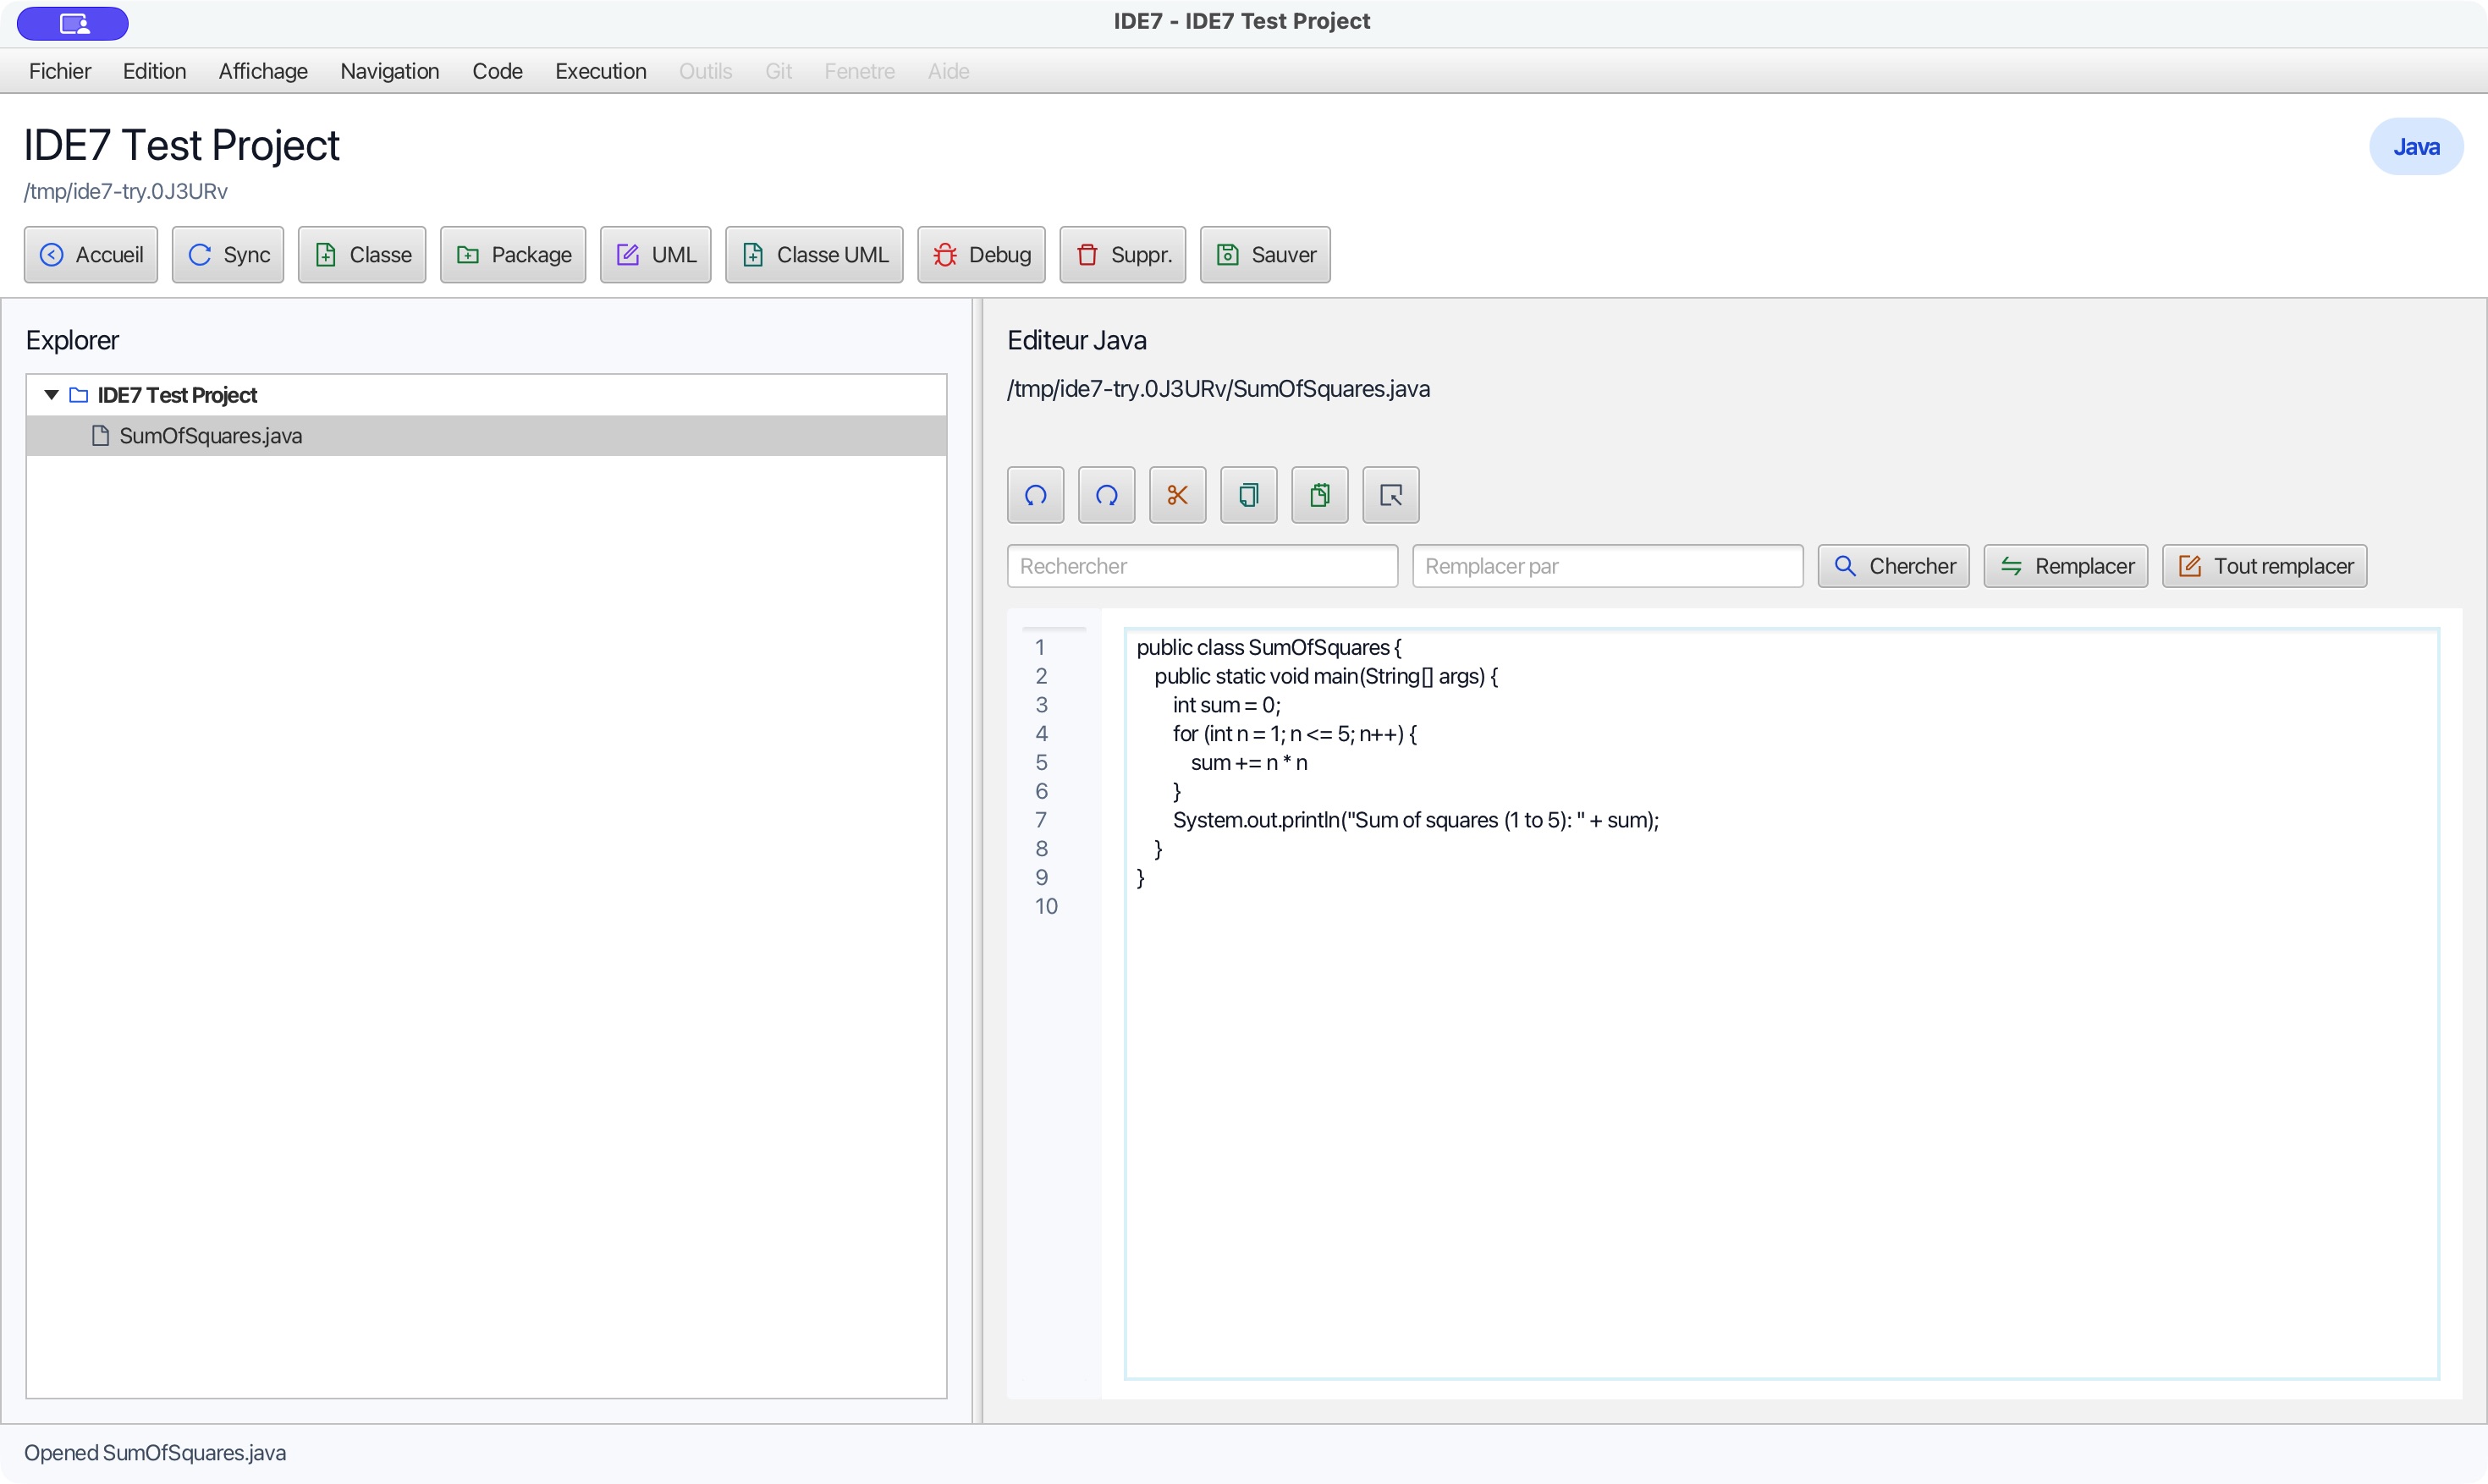 IDE7 - IDE7 Test Project
Fichier Edition Affichage Navigation Code Execution Outils Git Fenetre Aide
IDE7 Test Project
Java
/tmp/ide7-try.0J3URv
Accueil Sync Classe Package UML Classe UML Debug Suppr. Sauver
Explorer
IDE7 Test Project
SumOfSquares.java
Editeur Java
/tmp/ide7-try.0J3URv/SumOfSquares.java
Rechercher Remplacer par Chercher Remplacer Tout remplacer
1 public class SumOfSquares {
2 public static void main(String[] args) {
3 int sum = 0;
4 for (int n = 1; n <= 5; n++) {
5 sum += n * n
6 }
7 System.out.println("Sum of squares (1 to 5): " + sum);
8 }
9 }
10
Opened SumOfSquares.java